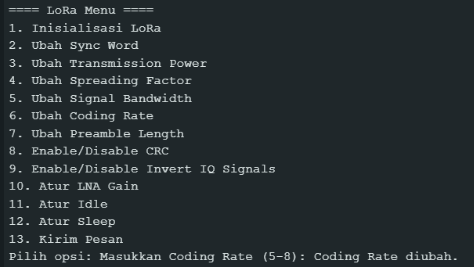 ==== LoRa Menu ====
1. Inisialisasi LoRa
2. Ubah Sync Word
3. Ubah Transmission Power
4. Ubah Spreading Factor
5. Ubah Signal Bandwidth
6. Ubah Coding Rate
7. Ubah Preamble Length
8. Enable/Disable CRC
9. Enable/Disable Invert IQ Signals
10. Atur LNA Gain
11. Atur Idle
12. Atur Sleep
13. Kirim Pesan
Pilih opsi: Masukkan Coding Rate (5-8): Coding Rate diubah.